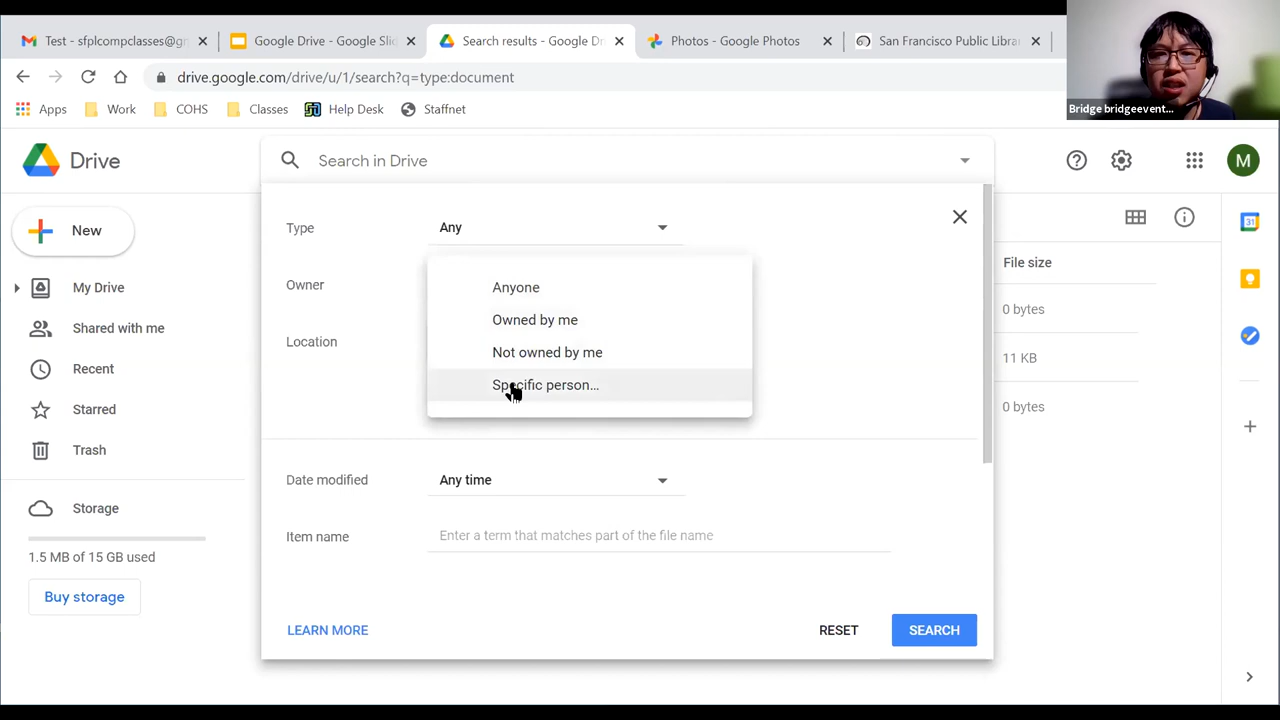 Test - sfplcompclasses@gr
Google Drive - Google Slid
Search results - Google Dr
Photos - Google Photos
San Francisco Public Libra
drive.google.com/drive/u/1/search?q=type:document
Apps
Work
COHS
Classes
Help Desk
Staffnet
Bridge bridgeevent...
Drive
Search in Drive
M
New
Type
Any
31
File size
My Drive
Owner
Anyone
0 bytes
Shared with me
Owned by me
Location
Not owned by me
11 KB
Recent
Specific person...
Starred
0 bytes
Trash
Date modified
Any time
Storage
Item name
Enter a term that matches part of the file name
1.5 MB of 15 GB used
Buy storage
LEARN MORE
RESET
SEARCH